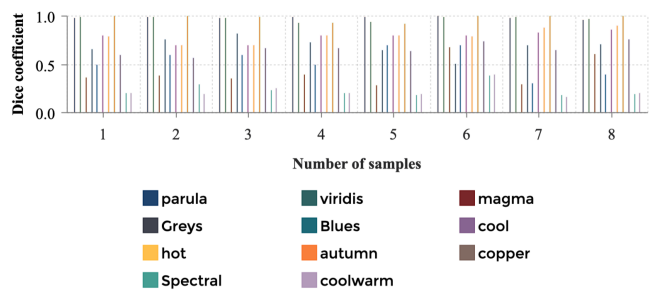 1.0
0.5
0.0
Dice coefficient
1 2 3 4 5 6 7 8
Number of samples
parula viridis magma
Greys Blues cool
hot autumn copper
Spectral coolwarm